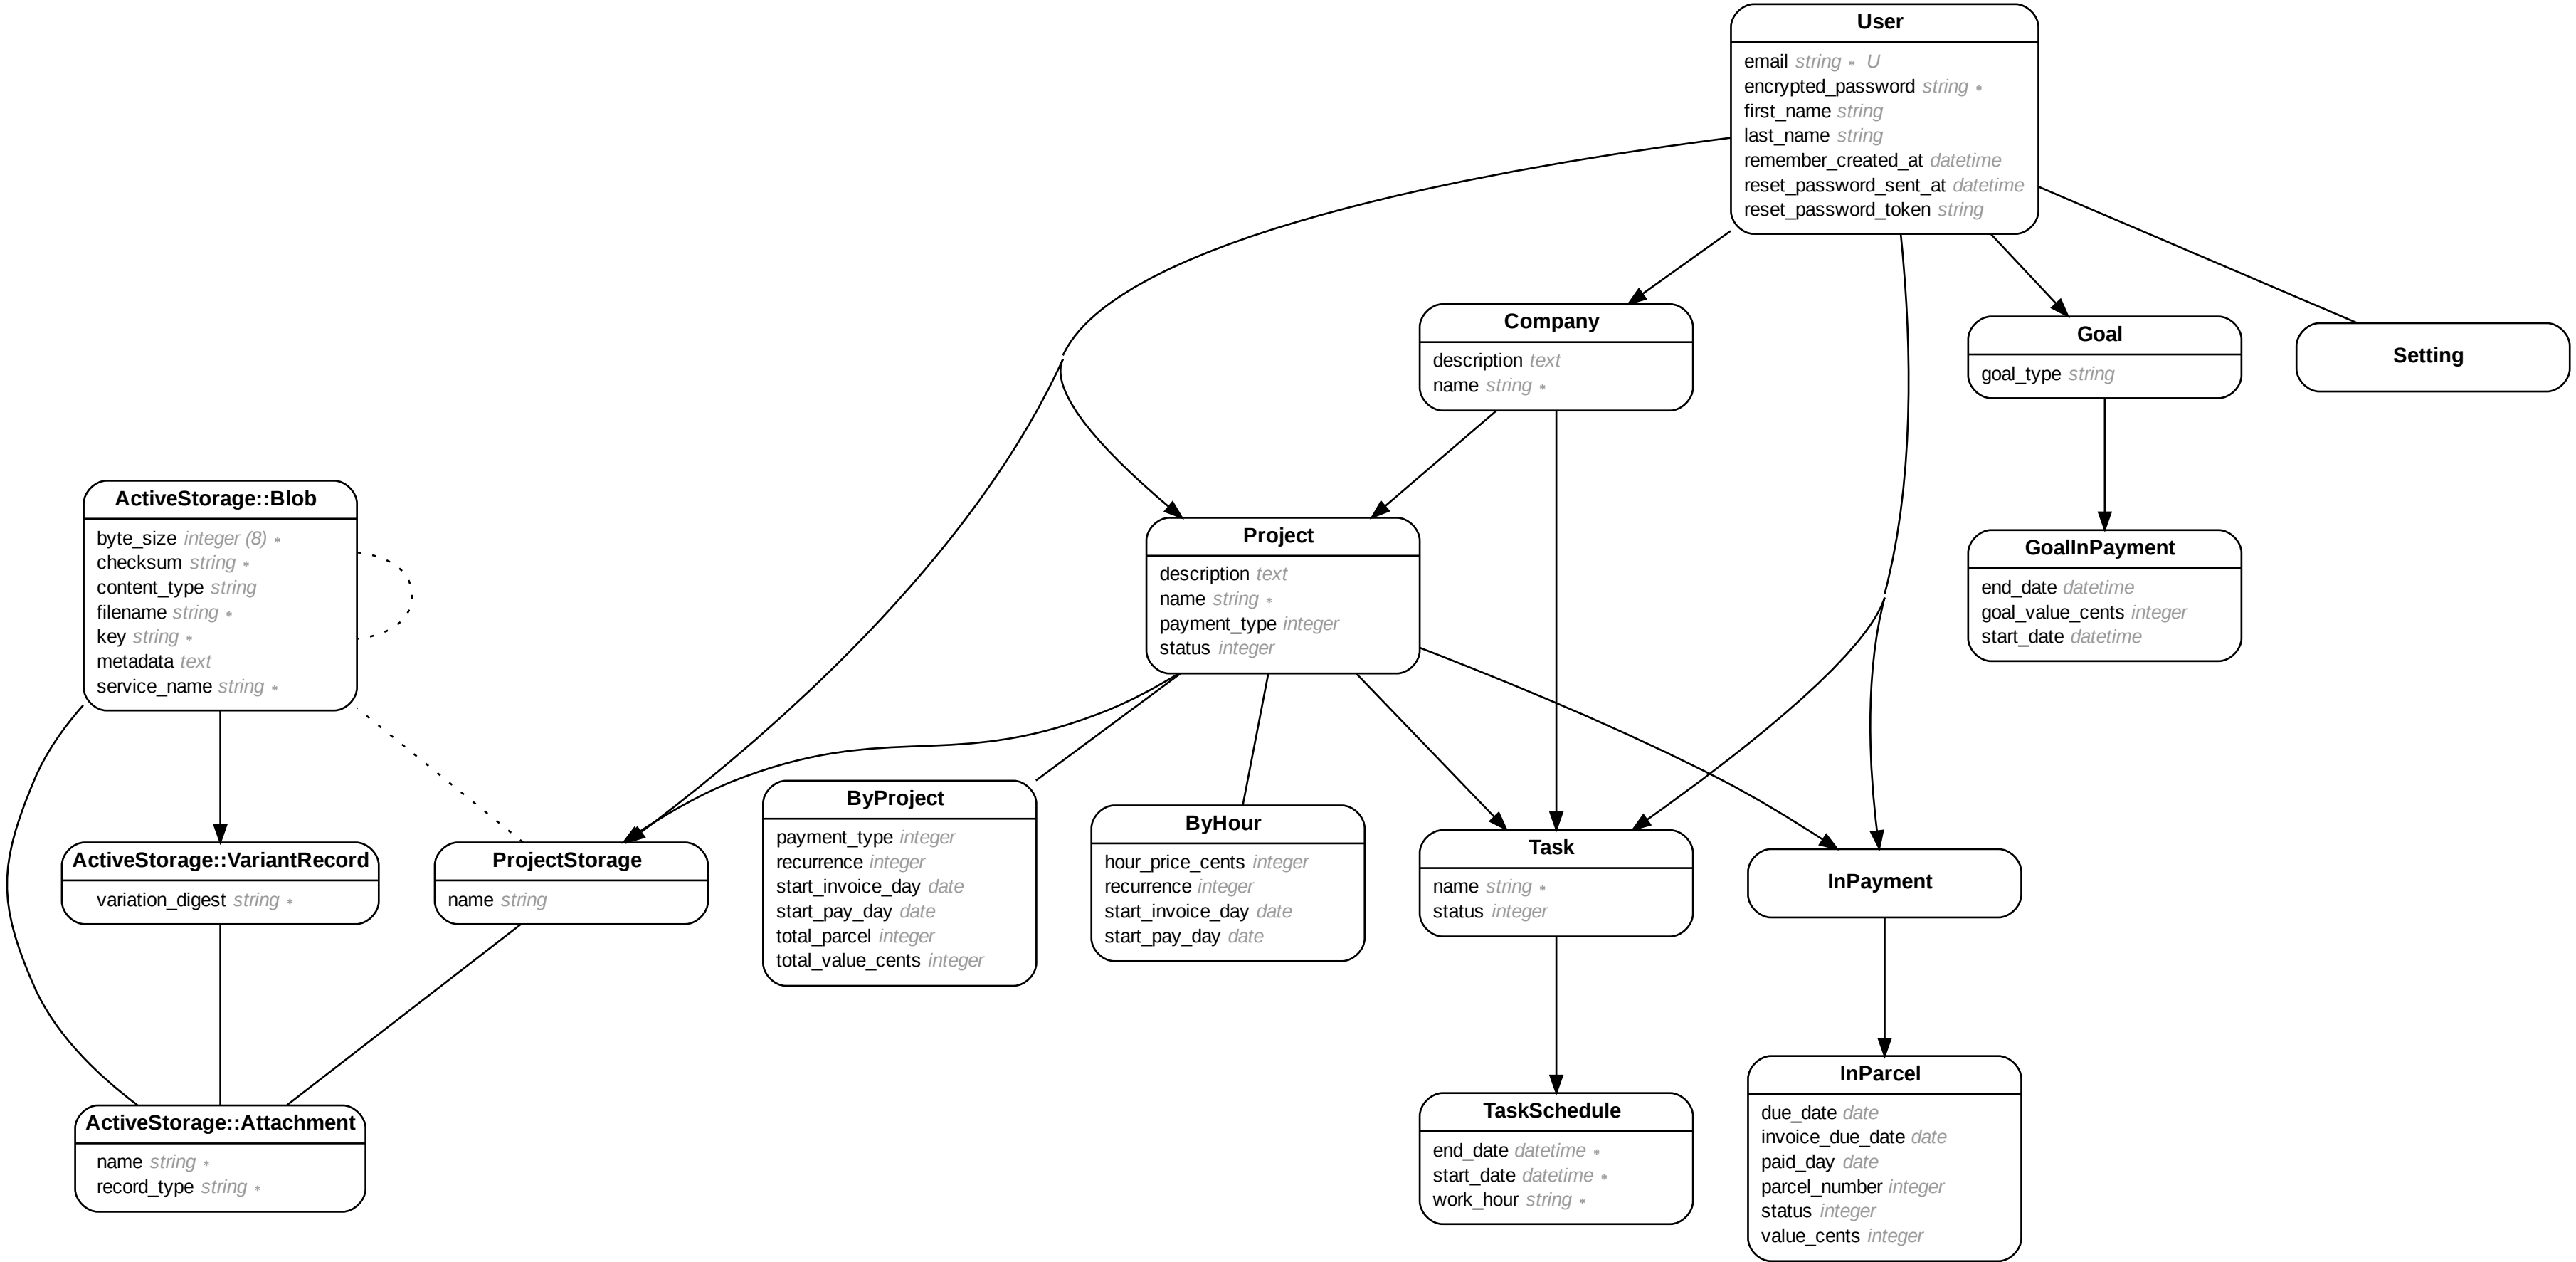 User
email string ∗ U
encrypted_password string ∗
first_name string
last_name string
remember_created_at datetime
reset_password_sent_at datetime
reset_password_token string
Company
description text
name string ∗
Goal
goal_type string
Setting
ActiveStorage::Blob
byte_size integer (8) ∗
checksum string ∗
content_type string
filename string ∗
key string ∗
metadata text
service_name string ∗
Project
description text
name string ∗
payment_type integer
status integer
GoalInPayment
end_date datetime
goal_value_cents integer
start_date datetime
ActiveStorage::VariantRecord
variation_digest string ∗
ProjectStorage
name string
ByProject
payment_type integer
recurrence integer
start_invoice_day date
start_pay_day date
total_parcel integer
total_value_cents integer
ByHour
hour_price_cents integer
recurrence integer
start_invoice_day date
start_pay_day date
Task
name string ∗
status integer
InPayment
ActiveStorage::Attachment
name string ∗
record_type string ∗
TaskSchedule
end_date datetime ∗
start_date datetime ∗
work_hour string ∗
InParcel
due_date date
invoice_due_date date
paid_day date
parcel_number integer
status integer
value_cents integer